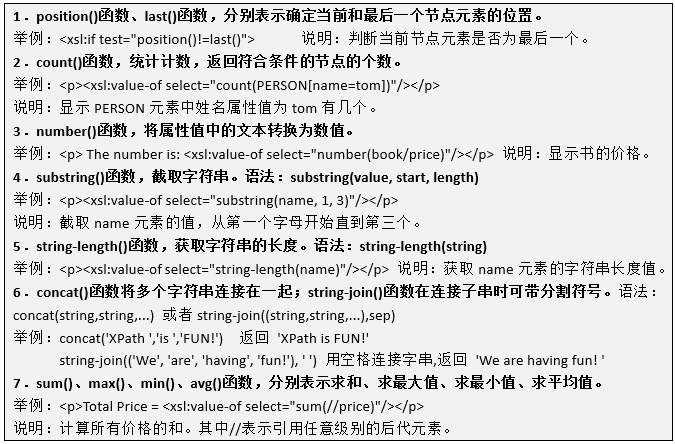 1．position()函数、last()函数，分别表示确定当前和最后一个节点元素的位置。
举例：<xsl:if test="position()!=last()"> 说明：判断当前节点元素是否为最后一个。
2．count()函数，统计计数，返回符合条件的节点的个数。
举例：<p><xsl:value-of select="count(PERSON[name=tom])"/></p>
说明：显示 PERSON 元素中姓名属性值为 tom 有几个。
3．number()函数，将属性值中的文本转换为数值。
举例：<p> The number is: <xsl:value-of select="number(book/price)"/></p> 说明：显示书的价格。
4．substring()函数，截取字符串。语法：substring(value, start, length)
举例：<p><xsl:value-of select="substring(name, 1, 3)"/></p>
说明：截取 name 元素的值，从第一个字母开始直到第三个。
5．string-length()函数，获取字符串的长度。语法：string-length(string)
举例：<p><xsl:value-of select="string-length(name)"/></p> 说明：获取 name 元素的字符串长度值。
6．concat()函数将多个字符串连接在一起；string-join()函数在连接子串时可带分割符号。语法：
concat(string,string,...) 或者 string-join((string,string,...),sep)
举例：concat('XPath ','is ','FUN!') 返回 'XPath is FUN!'
string-join(('We', 'are', 'having', 'fun!'), ' ') 用空格连接字串,返回 'We are having fun! '
7．sum()、max()、min()、avg()函数，分别表示求和、求最大值、求最小值、求平均值。
举例：<p>Total Price = <xsl:value-of select="sum(//price)"/></p>
说明：计算所有价格的和。其中//表示引用任意级别的后代元素。